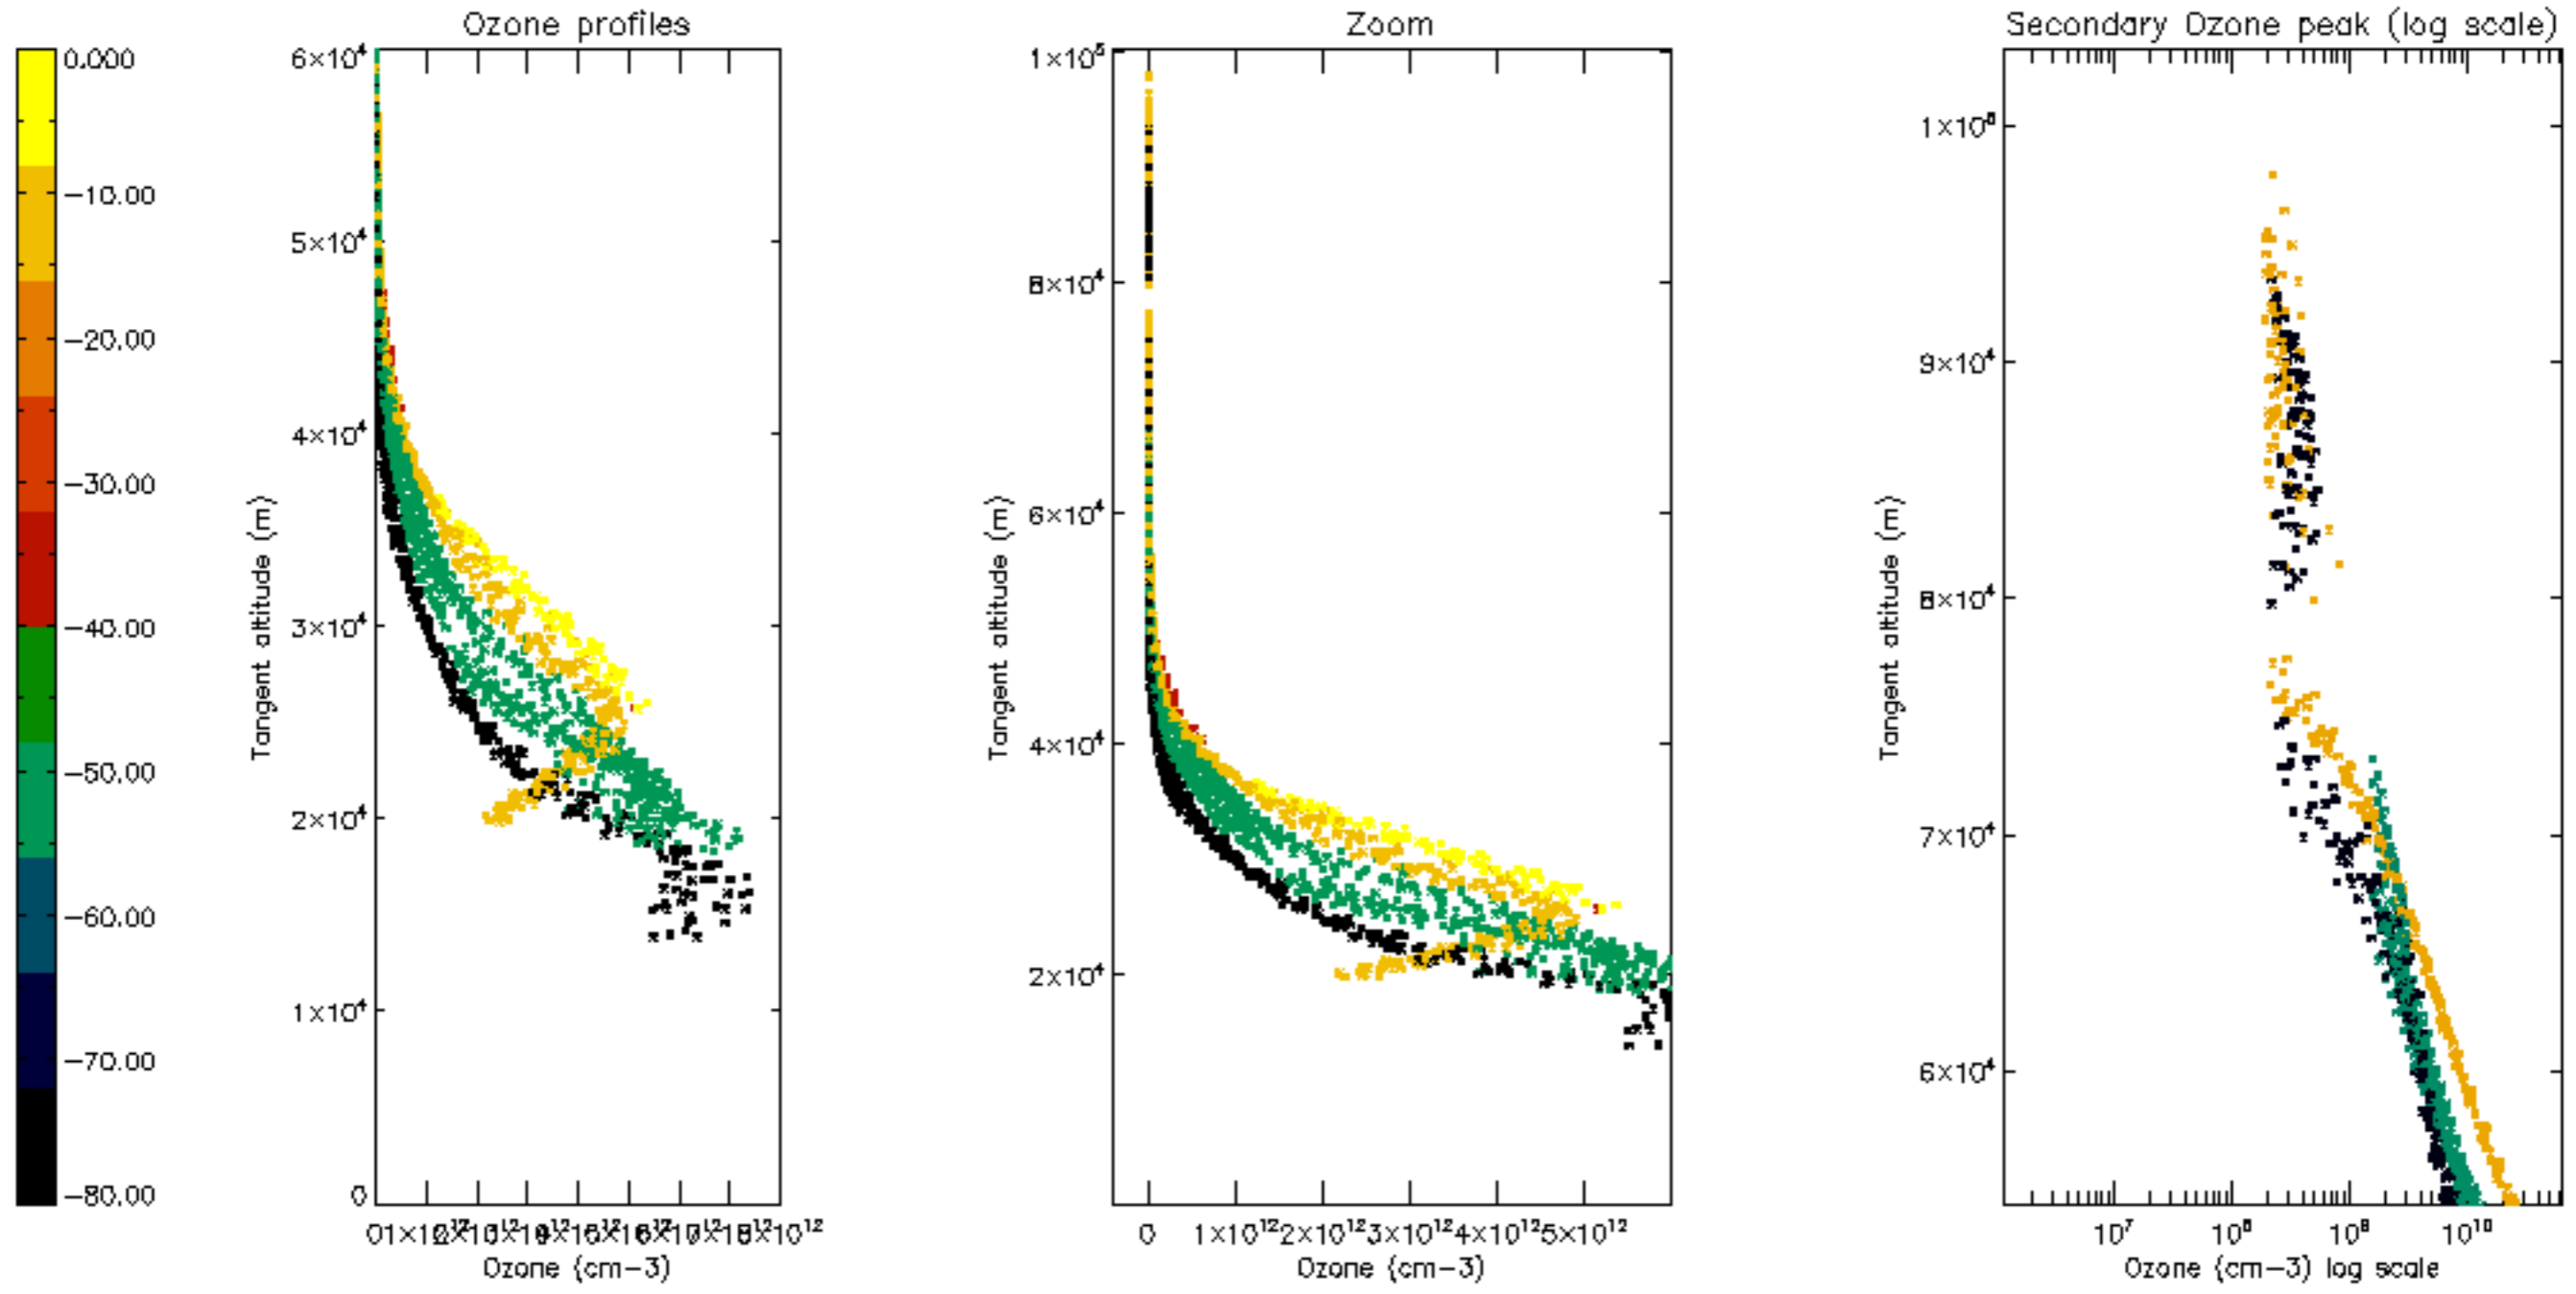 Ozone profiles
Zoom
Secondary Ozone peak (log scale)
0.000
−10.00
−20.00
−30.00
−40.00
−50.00
−60.00
−70.00
−80.00
6×10⁴
5×10⁴
4×10⁴
3×10⁴
2×10⁴
1×10⁴
0
Tangent altitude (m)
Ozone (cm−3)
1×10⁵
8×10⁴
6×10⁴
4×10⁴
2×10⁴
Tangent altitude (m)
0 1×10¹² 2×10¹² 3×10¹² 4×10¹² 5×10¹²
Ozone (cm−3)
1×10⁵
9×10⁴
8×10⁴
7×10⁴
6×10⁴
Tangent altitude (m)
10⁷ 10⁸ 10⁹ 10¹⁰
Ozone (cm−3) log scale